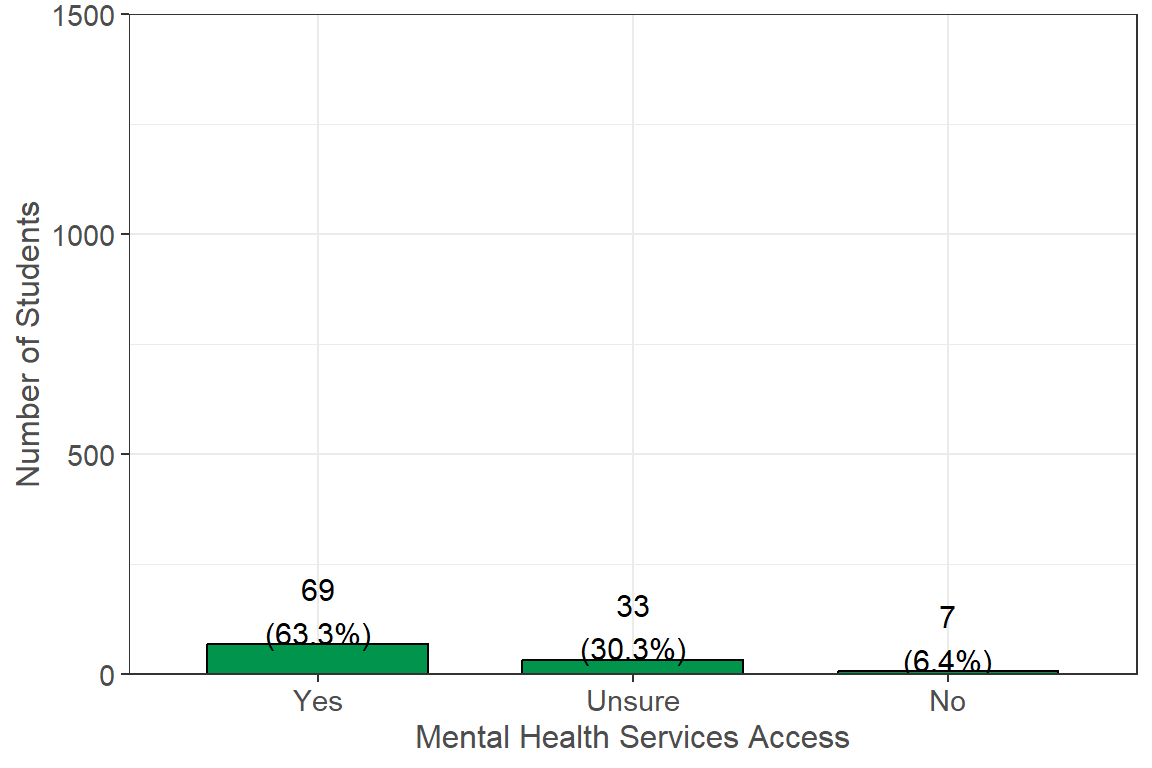 1500
1000
500
0
Number of Students
69
(63.3%)
33
(30.3%)
7
(6.4%)
Yes
Unsure
No
Mental Health Services Access